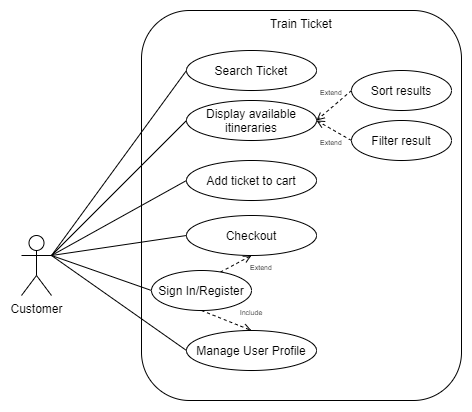 Train Ticket
Search Ticket
Display available
itineraries
Extend
Sort results
Extend
Filter result
Add ticket to cart
Checkout
Extend
Sign In/Register
Include
Manage User Profile
Customer